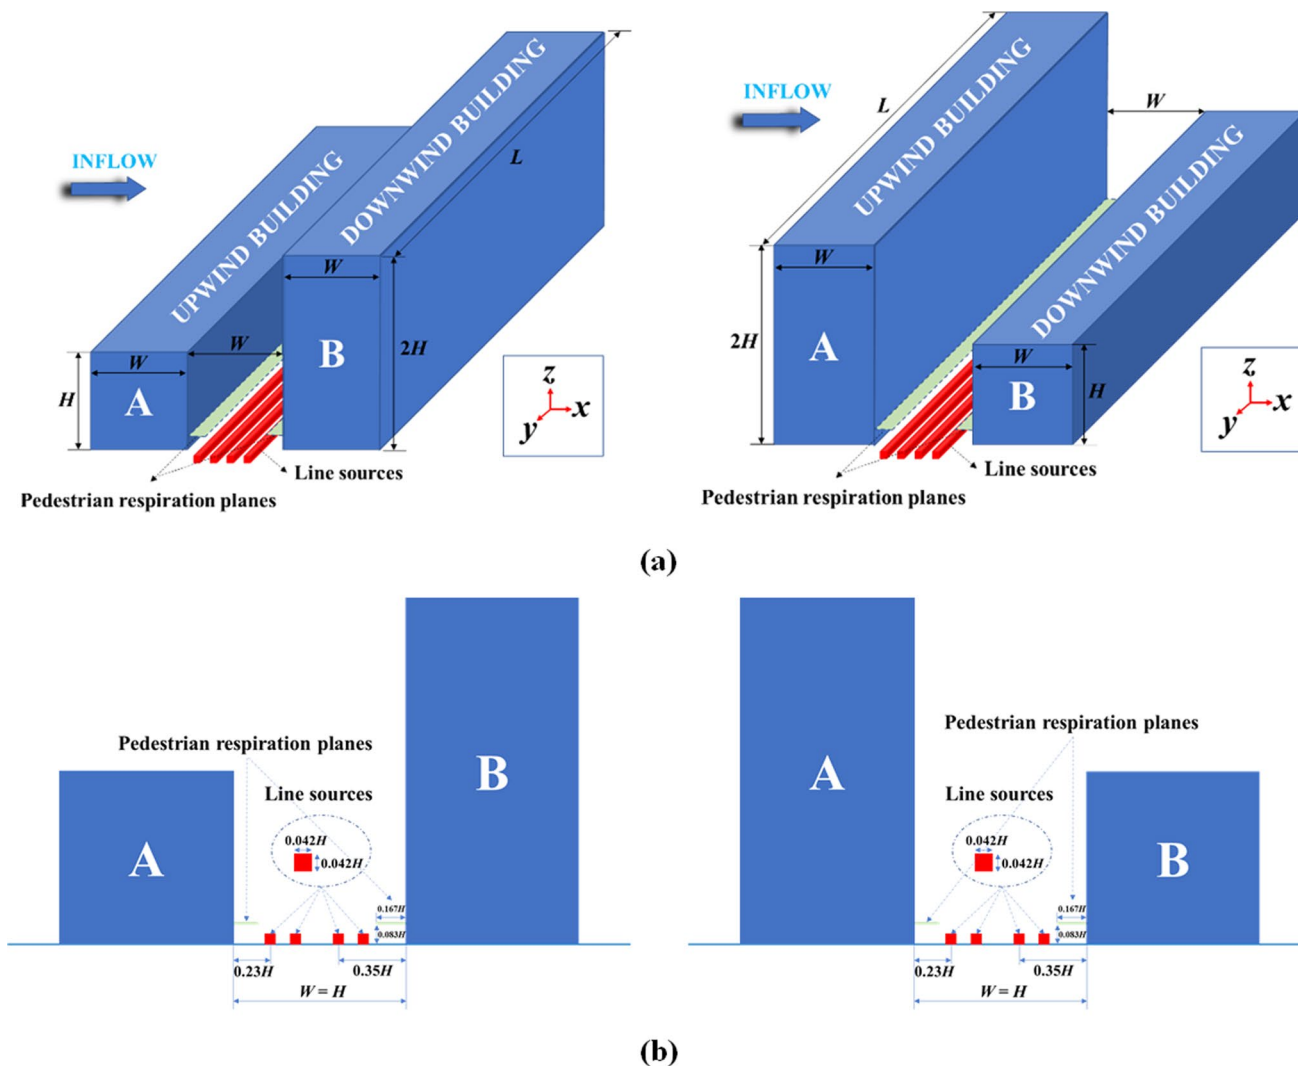 INFLOW
UPWIND BUILDING
DOWNWIND BUILDING
L
W
W
W
H
2H
A
B
z
x
y
Line sources
Pedestrian respiration planes
INFLOW
UPWIND BUILDING
DOWNWIND BUILDING
L
W
W
W
2H
H
A
B
z
x
y
Line sources
Pedestrian respiration planes
(a)
Pedestrian respiration planes
Line sources
0.042H
0.042H
A
B
0.167H
0.083H
0.23H
0.35H
W = H
Pedestrian respiration planes
Line sources
0.042H
0.042H
A
B
0.167H
0.083H
0.23H
0.35H
W = H
(b)